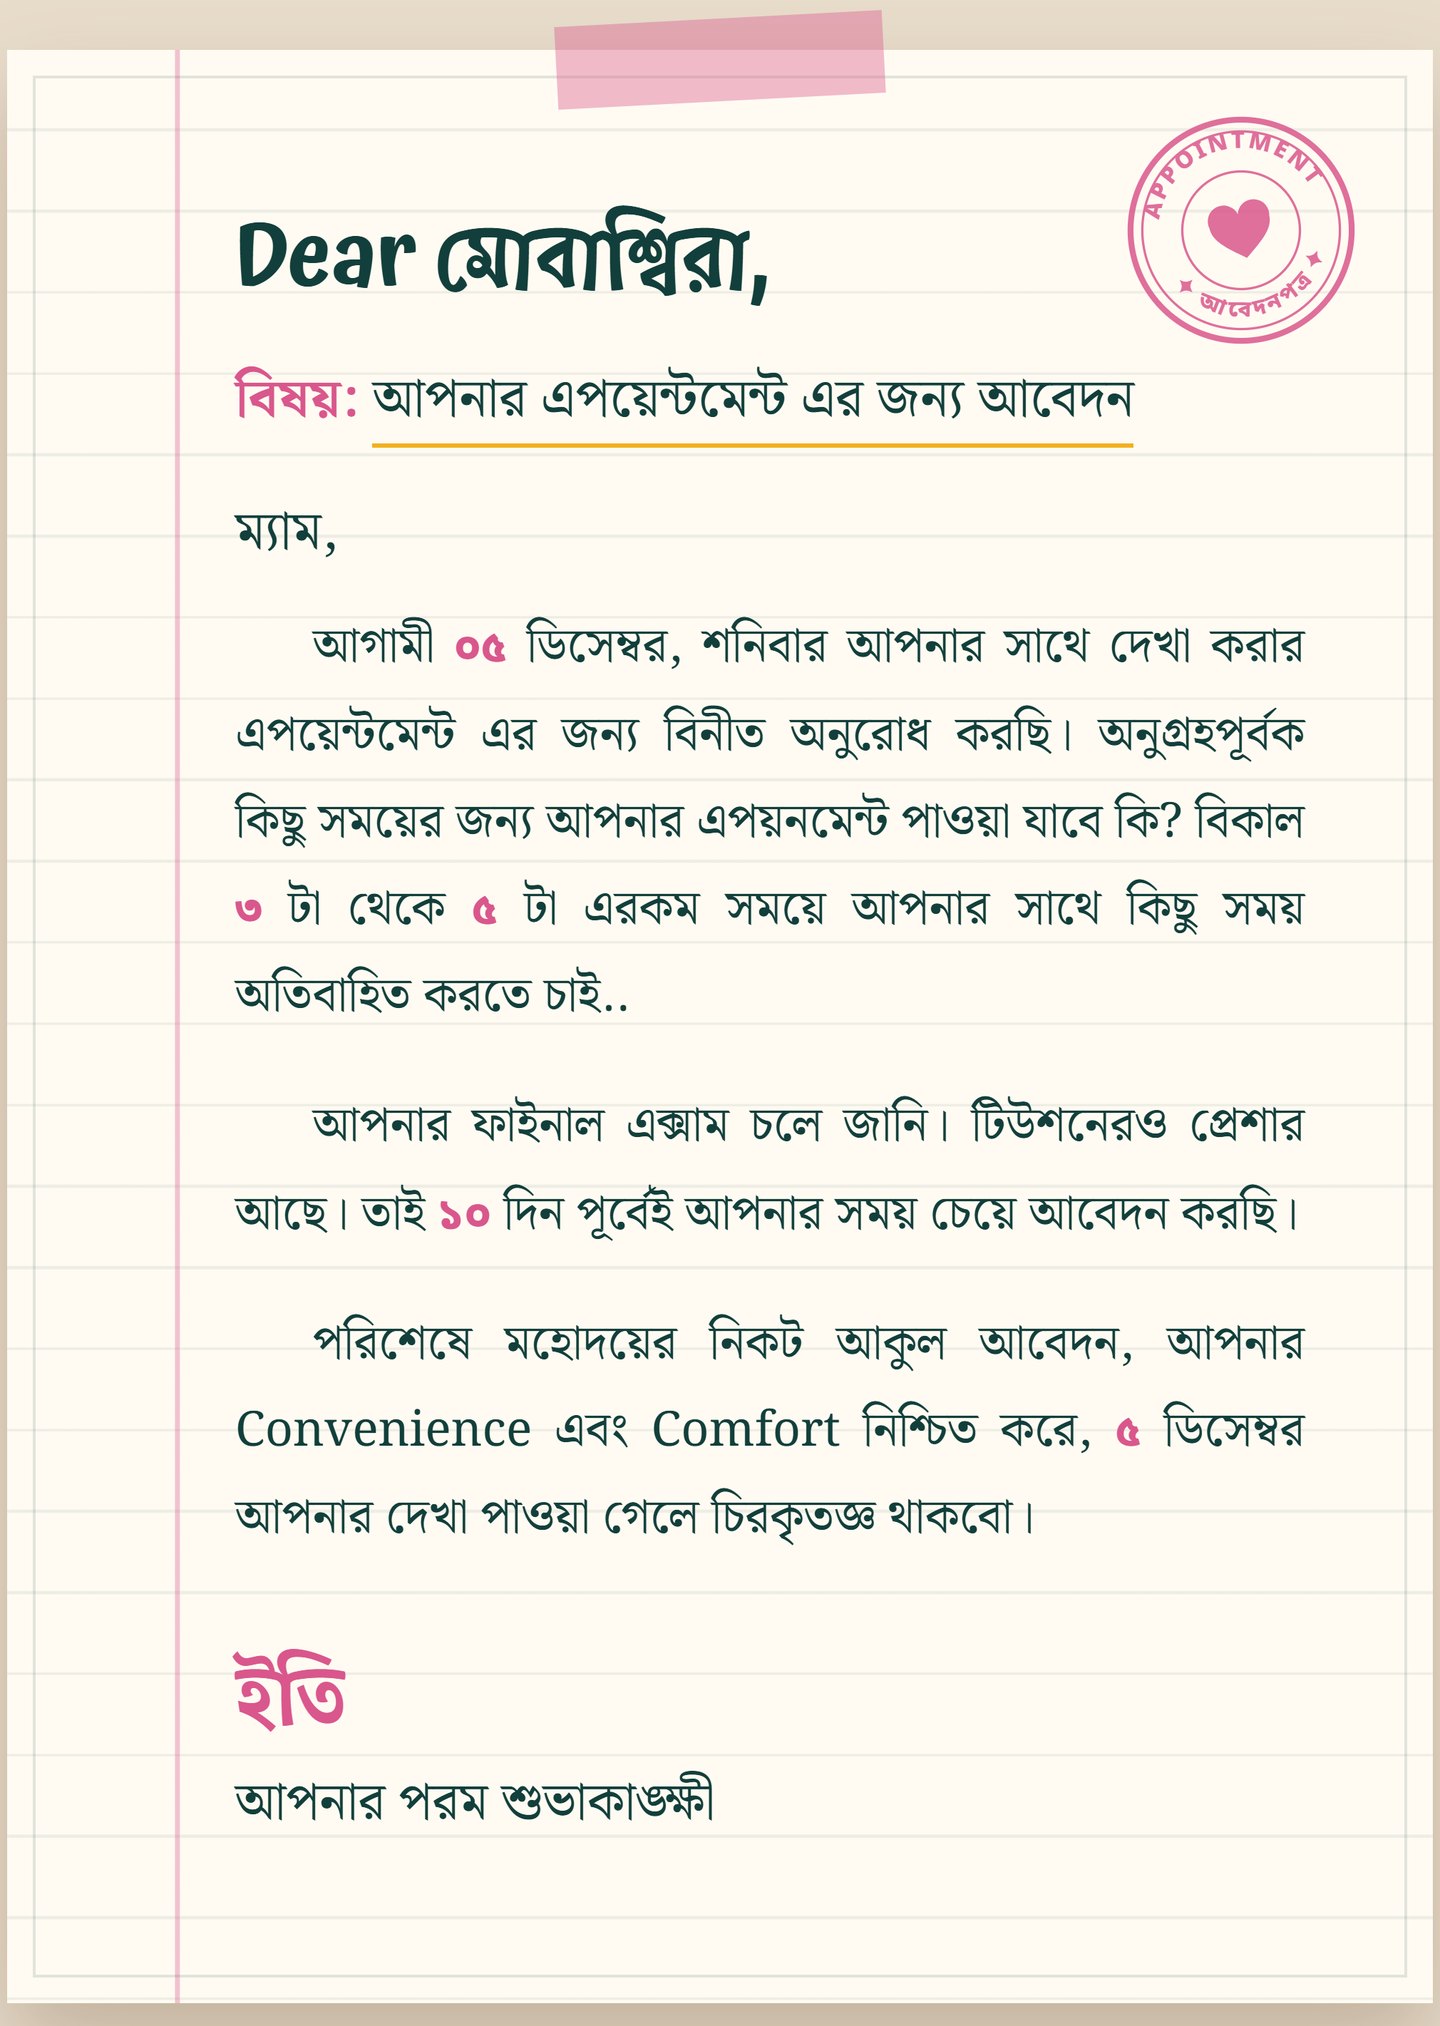 APPOINTMENT
✦ আবেদনপত্র ✦
Dear মোবাশ্বিরা,
বিষয়: আপনার এপয়েন্টমেন্ট এর জন্য আবেদন
ম্যাম,
আগামী ০৫ ডিসেম্বর, শনিবার আপনার সাথে দেখা করার
এপয়েন্টমেন্ট এর জন্য বিনীত অনুরোধ করছি। অনুগ্রহপূর্বক
কিছু সময়ের জন্য আপনার এপয়নমেন্ট পাওয়া যাবে কি? বিকাল
৩ টা থেকে ৫ টা এরকম সময়ে আপনার সাথে কিছু সময়
অতিবাহিত করতে চাই..
আপনার ফাইনাল এক্সাম চলে জানি। টিউশনেরও প্রেশার
আছে। তাই ১০ দিন পূর্বেই আপনার সময় চেয়ে আবেদন করছি।
পরিশেষে মহোদয়ের নিকট আকুল আবেদন, আপনার
Convenience এবং Comfort নিশ্চিত করে, ৫ ডিসেম্বর
আপনার দেখা পাওয়া গেলে চিরকৃতজ্ঞ থাকবো।
ইতি
আপনার পরম শুভাকাঙ্ক্ষী